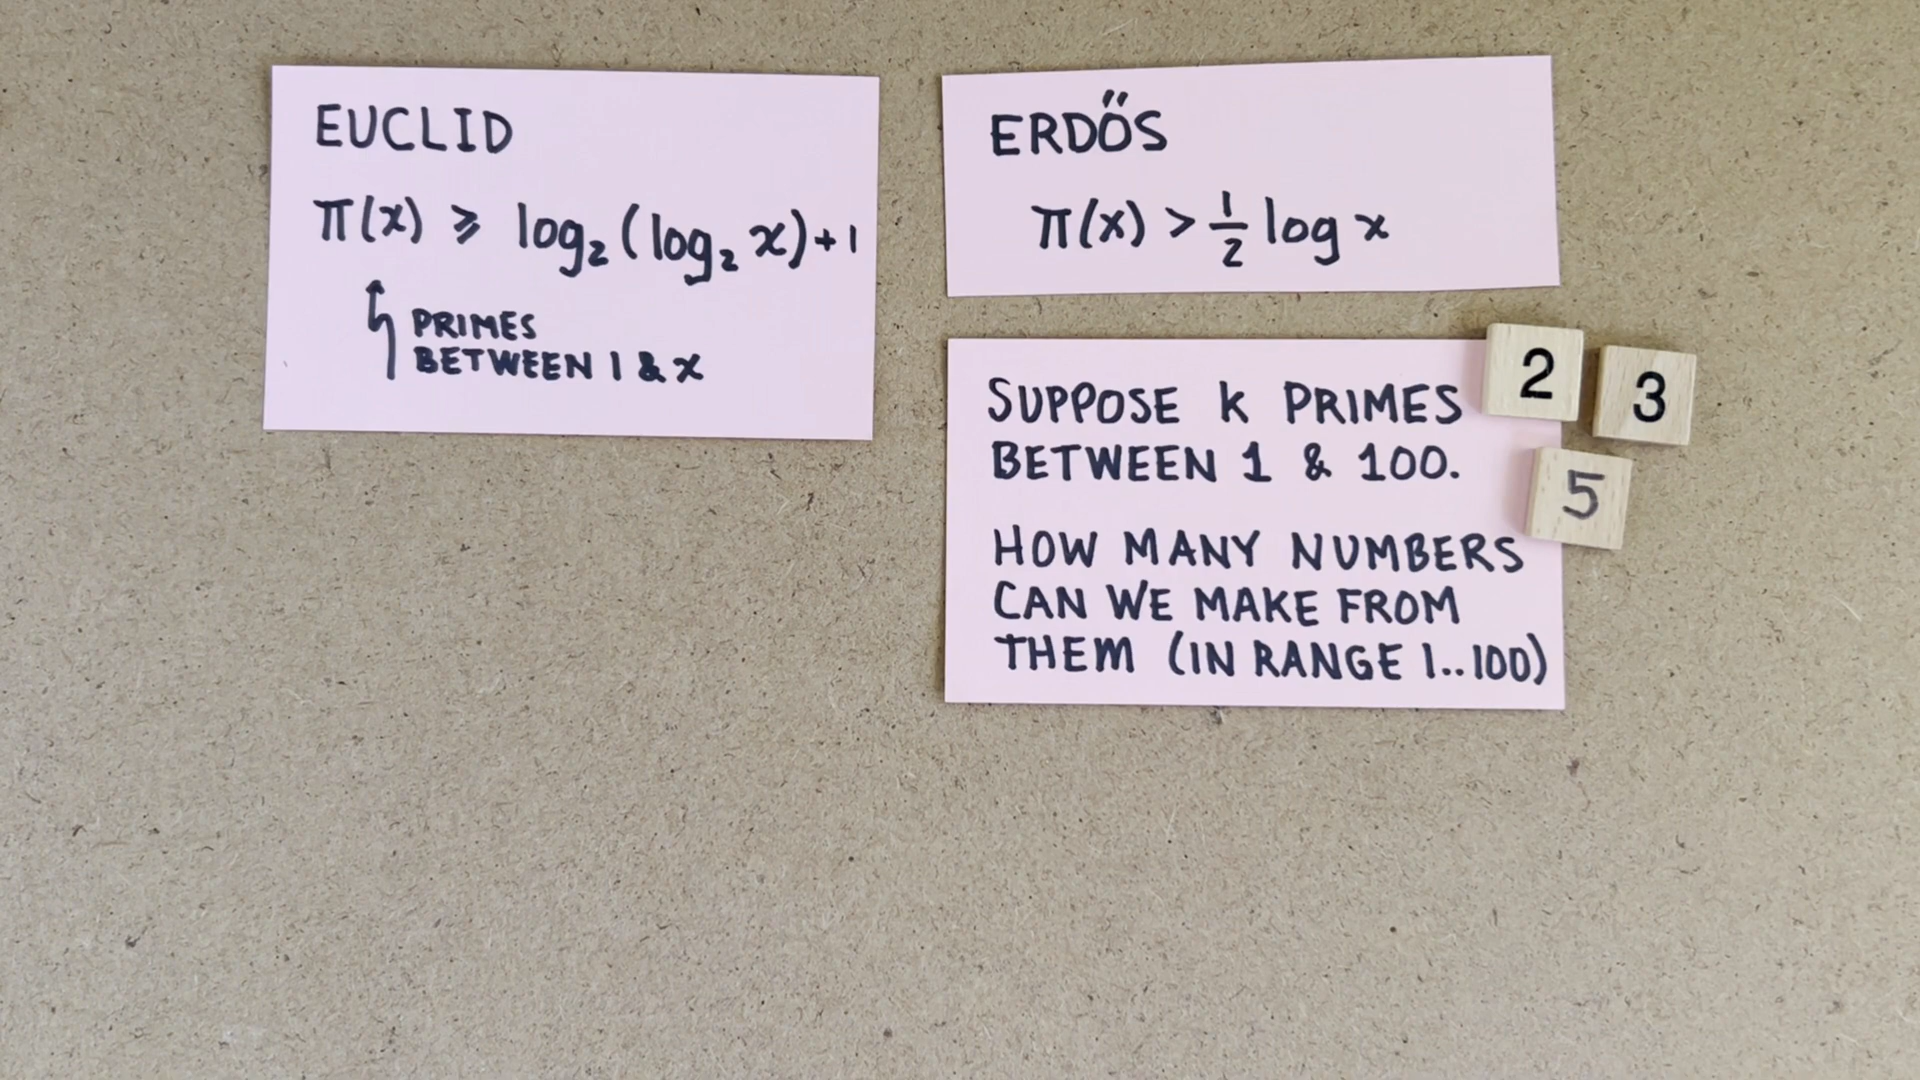 EUCLID
π(x) ⩾ log₂(log₂ x)+1
PRIMES
BETWEEN 1 & x
ERDŐS
π(x) > ½ log x
SUPPOSE k PRIMES
BETWEEN 1 & 100.
HOW MANY NUMBERS
CAN WE MAKE FROM
THEM (IN RANGE 1..100)
2
3
5